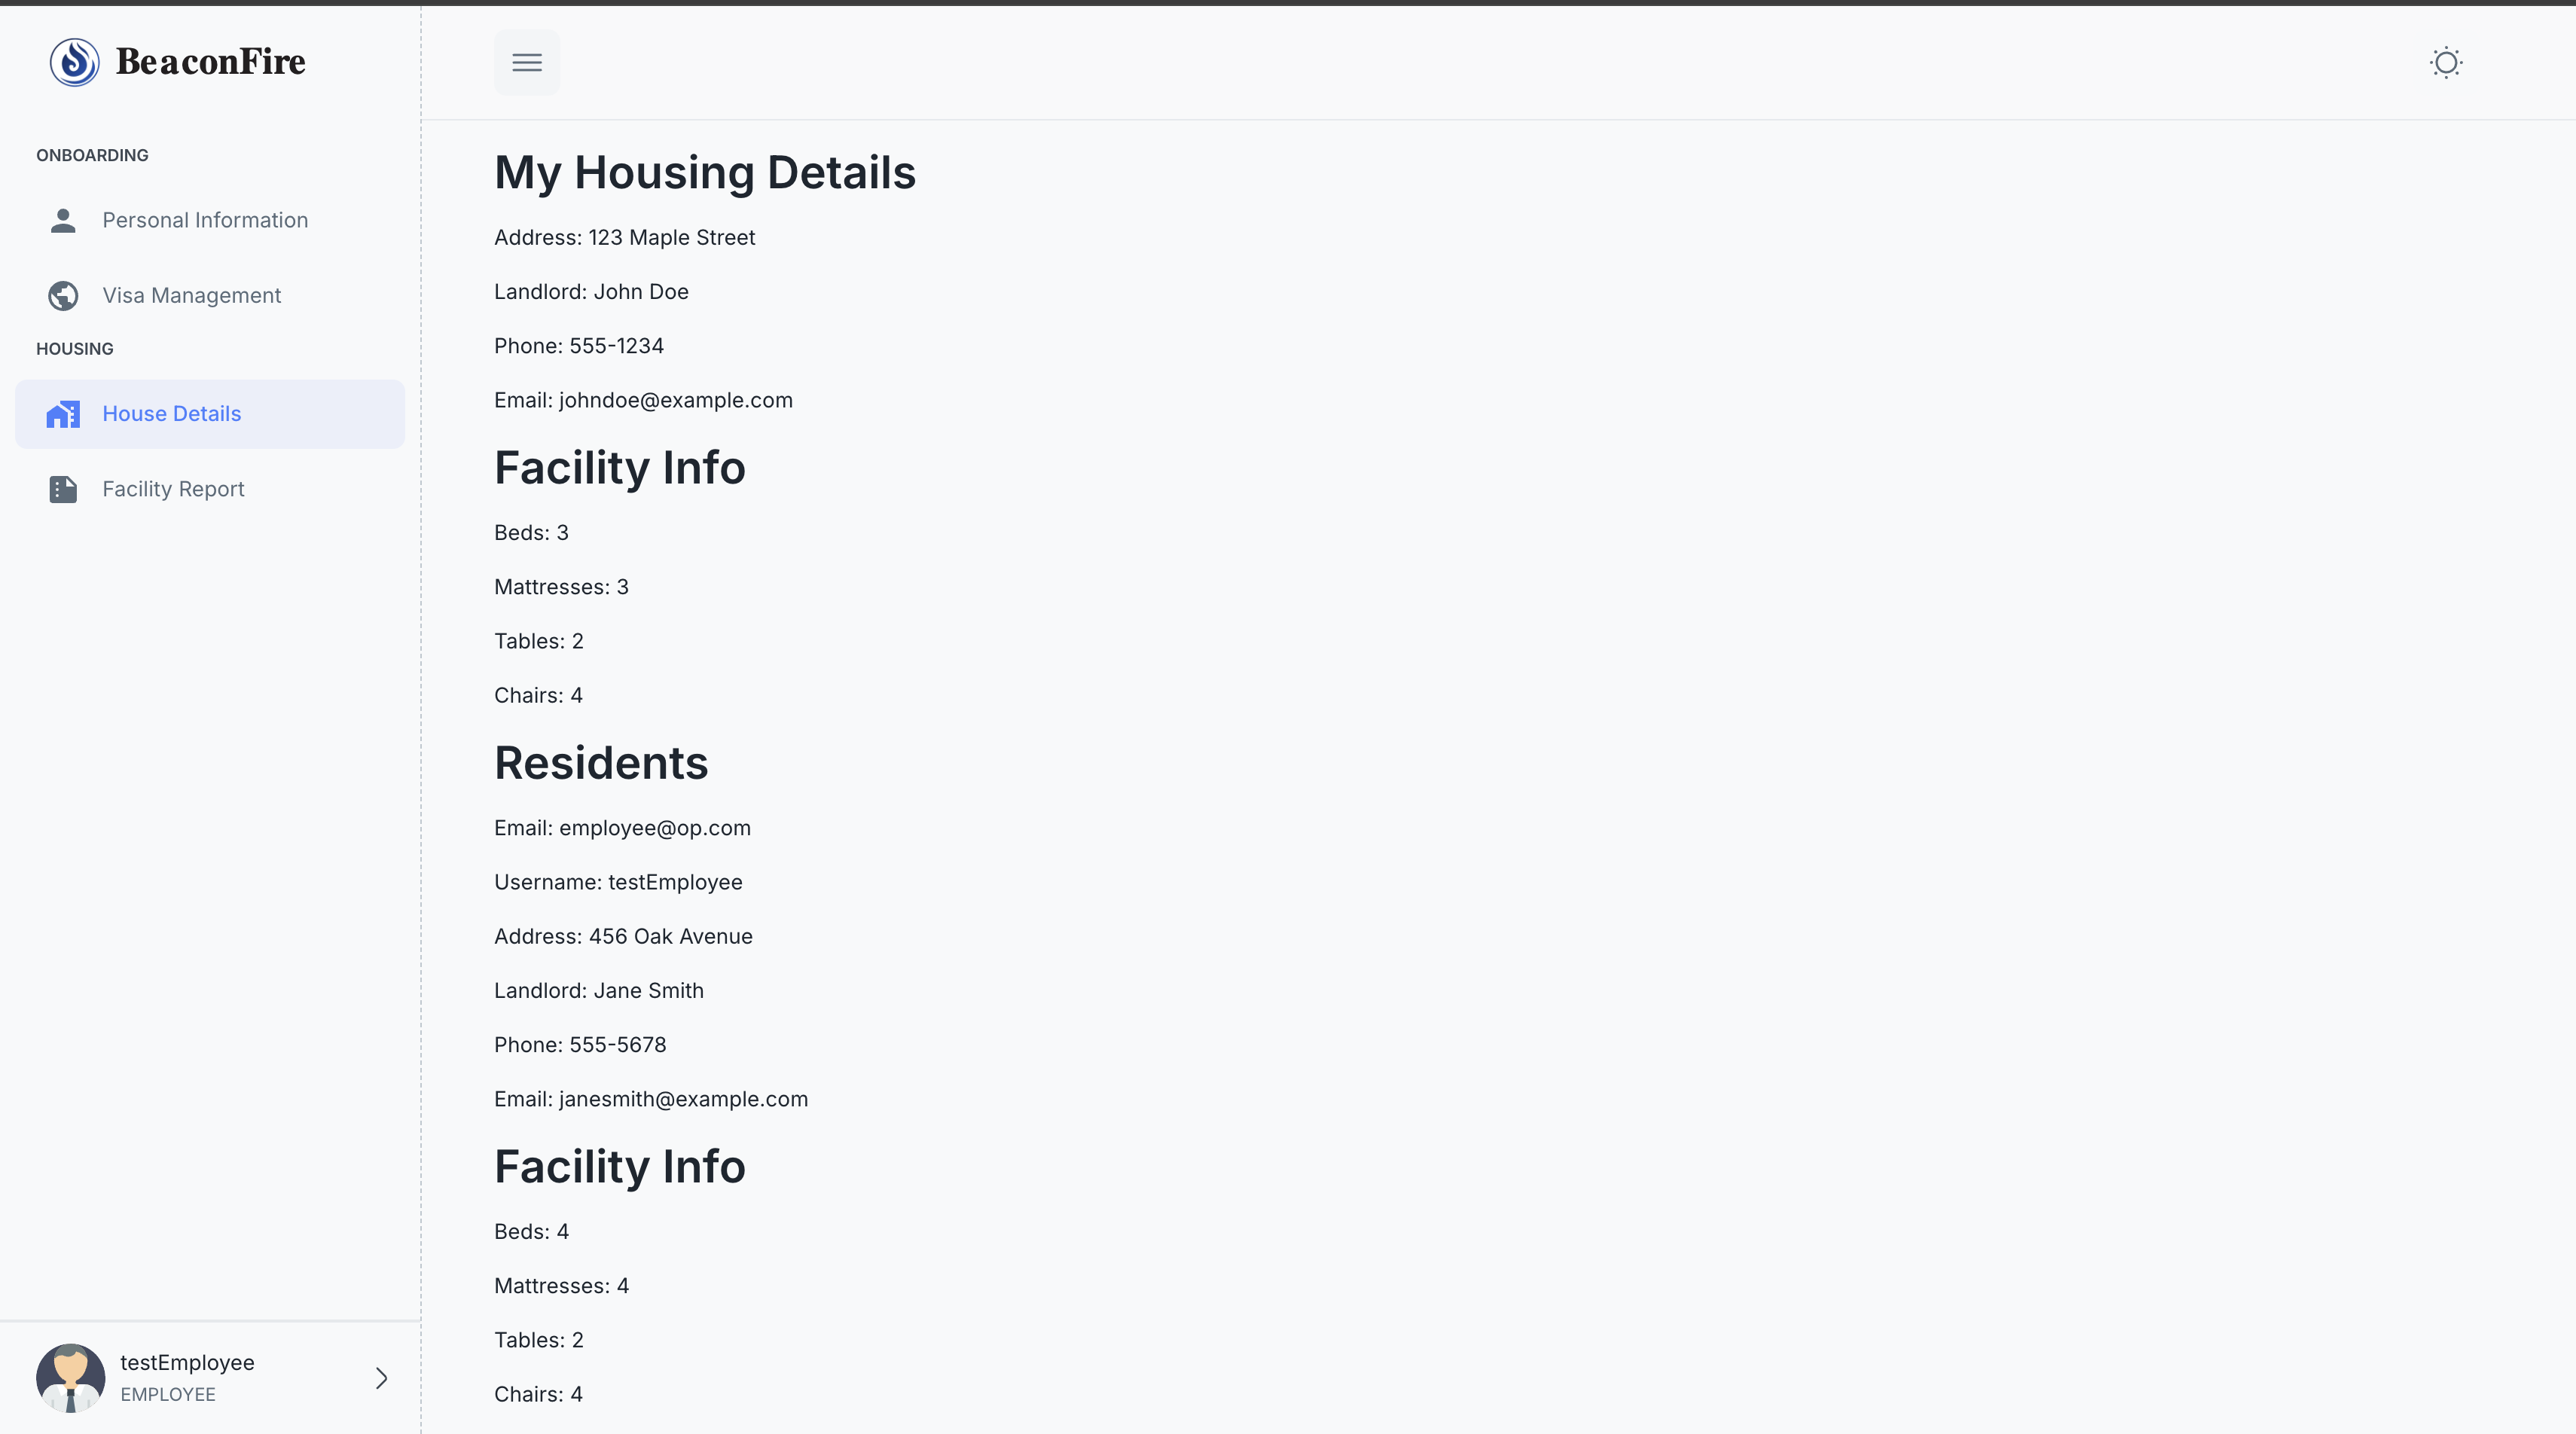 BeaconFire
ONBOARDING
Personal Information
Visa Management
HOUSING
House Details
Facility Report
testEmployee
EMPLOYEE
My Housing Details
Address: 123 Maple Street
Landlord: John Doe
Phone: 555-1234
Email: johndoe@example.com
Facility Info
Beds: 3
Mattresses: 3
Tables: 2
Chairs: 4
Residents
Email: employee@op.com
Username: testEmployee
Address: 456 Oak Avenue
Landlord: Jane Smith
Phone: 555-5678
Email: janesmith@example.com
Facility Info
Beds: 4
Mattresses: 4
Tables: 2
Chairs: 4